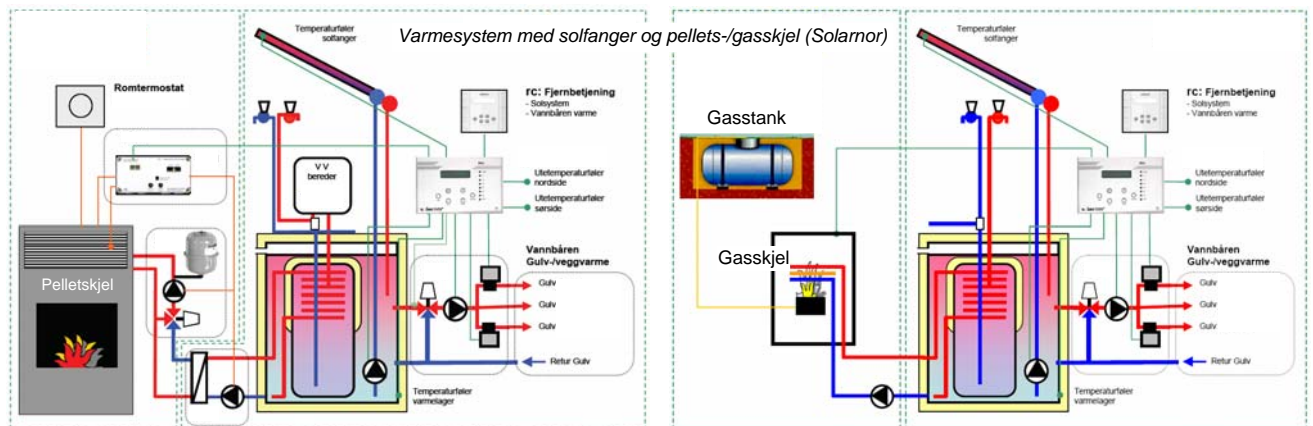 Varmesystem med solfanger og pellets-/gasskjel (Solarnor)
Temperaturføler
solfanger
Romtermostat
rc: Fjernbetjening
- Solsystem
- Vannbåren varme
V V
bereder
Utetemperaturføler
nordside
Utetemperaturføler
sørside
Pelletskjel
Vannbåren
Gulv-/veggvarme
Gulv
Gulv
Gulv
Retur Gulv
Temperaturføler
varmelager
Temperaturføler
solfanger
rc: Fjernbetjening
- Solsystem
- Vannbåren varme
Gasstank
Utetemperaturføler
nordside
Utetemperaturføler
sørside
Gasskjel
Vannbåren
Gulv-/veggvarme
Gulv
Gulv
Gulv
Retur Gulv
Temperaturføler
varmelager